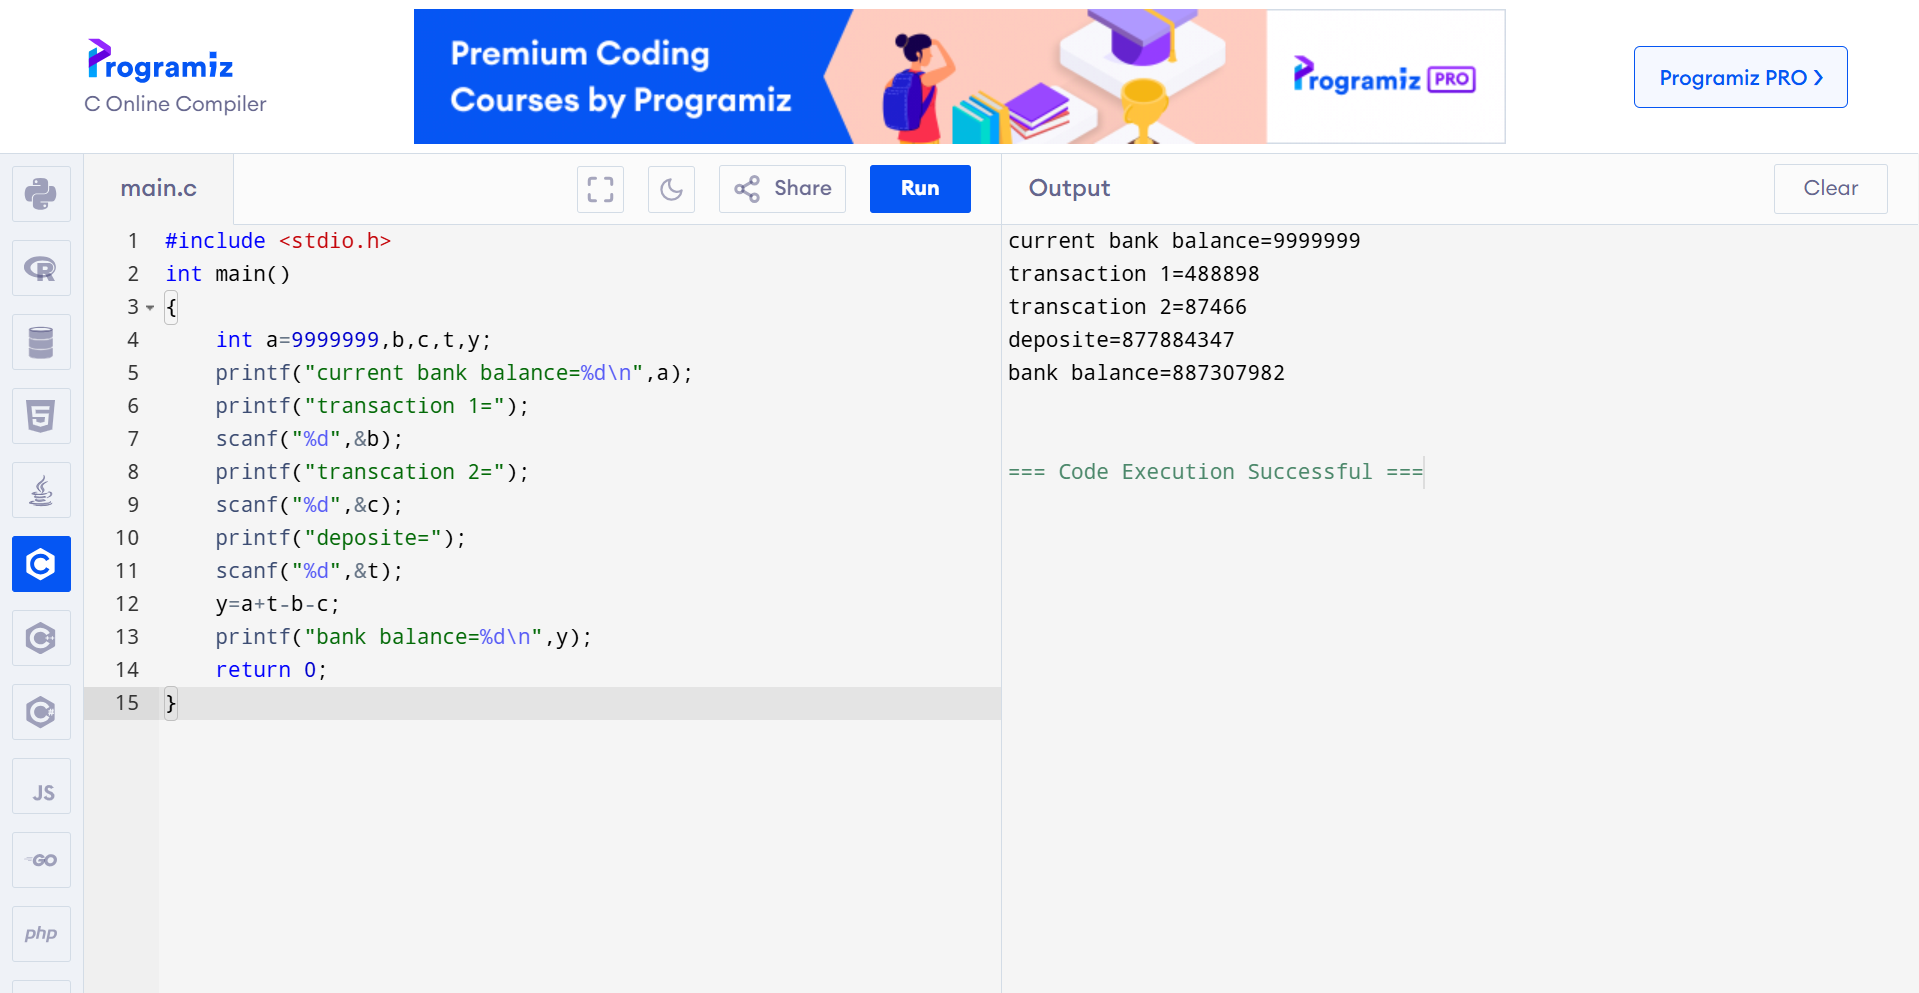 Programiz
C Online Compiler
Premium Coding
Courses by Programiz
Programiz PRO
Programiz PRO ❯
main.c
Share
Run
Output
Clear
1 #include <stdio.h>
2 int main()
3 {
4     int a=9999999,b,c,t,y;
5     printf("current bank balance=%d\n",a);
6     printf("transaction 1=");
7     scanf("%d",&b);
8     printf("transcation 2=");
9     scanf("%d",&c);
10     printf("deposite=");
11     scanf("%d",&t);
12     y=a+t-b-c;
13     printf("bank balance=%d\n",y);
14     return 0;
15 }
current bank balance=9999999
transaction 1=488898
transcation 2=87466
deposite=877884347
bank balance=887307982
=== Code Execution Successful ===
R
5
C
C++
C#
JS
GO
php